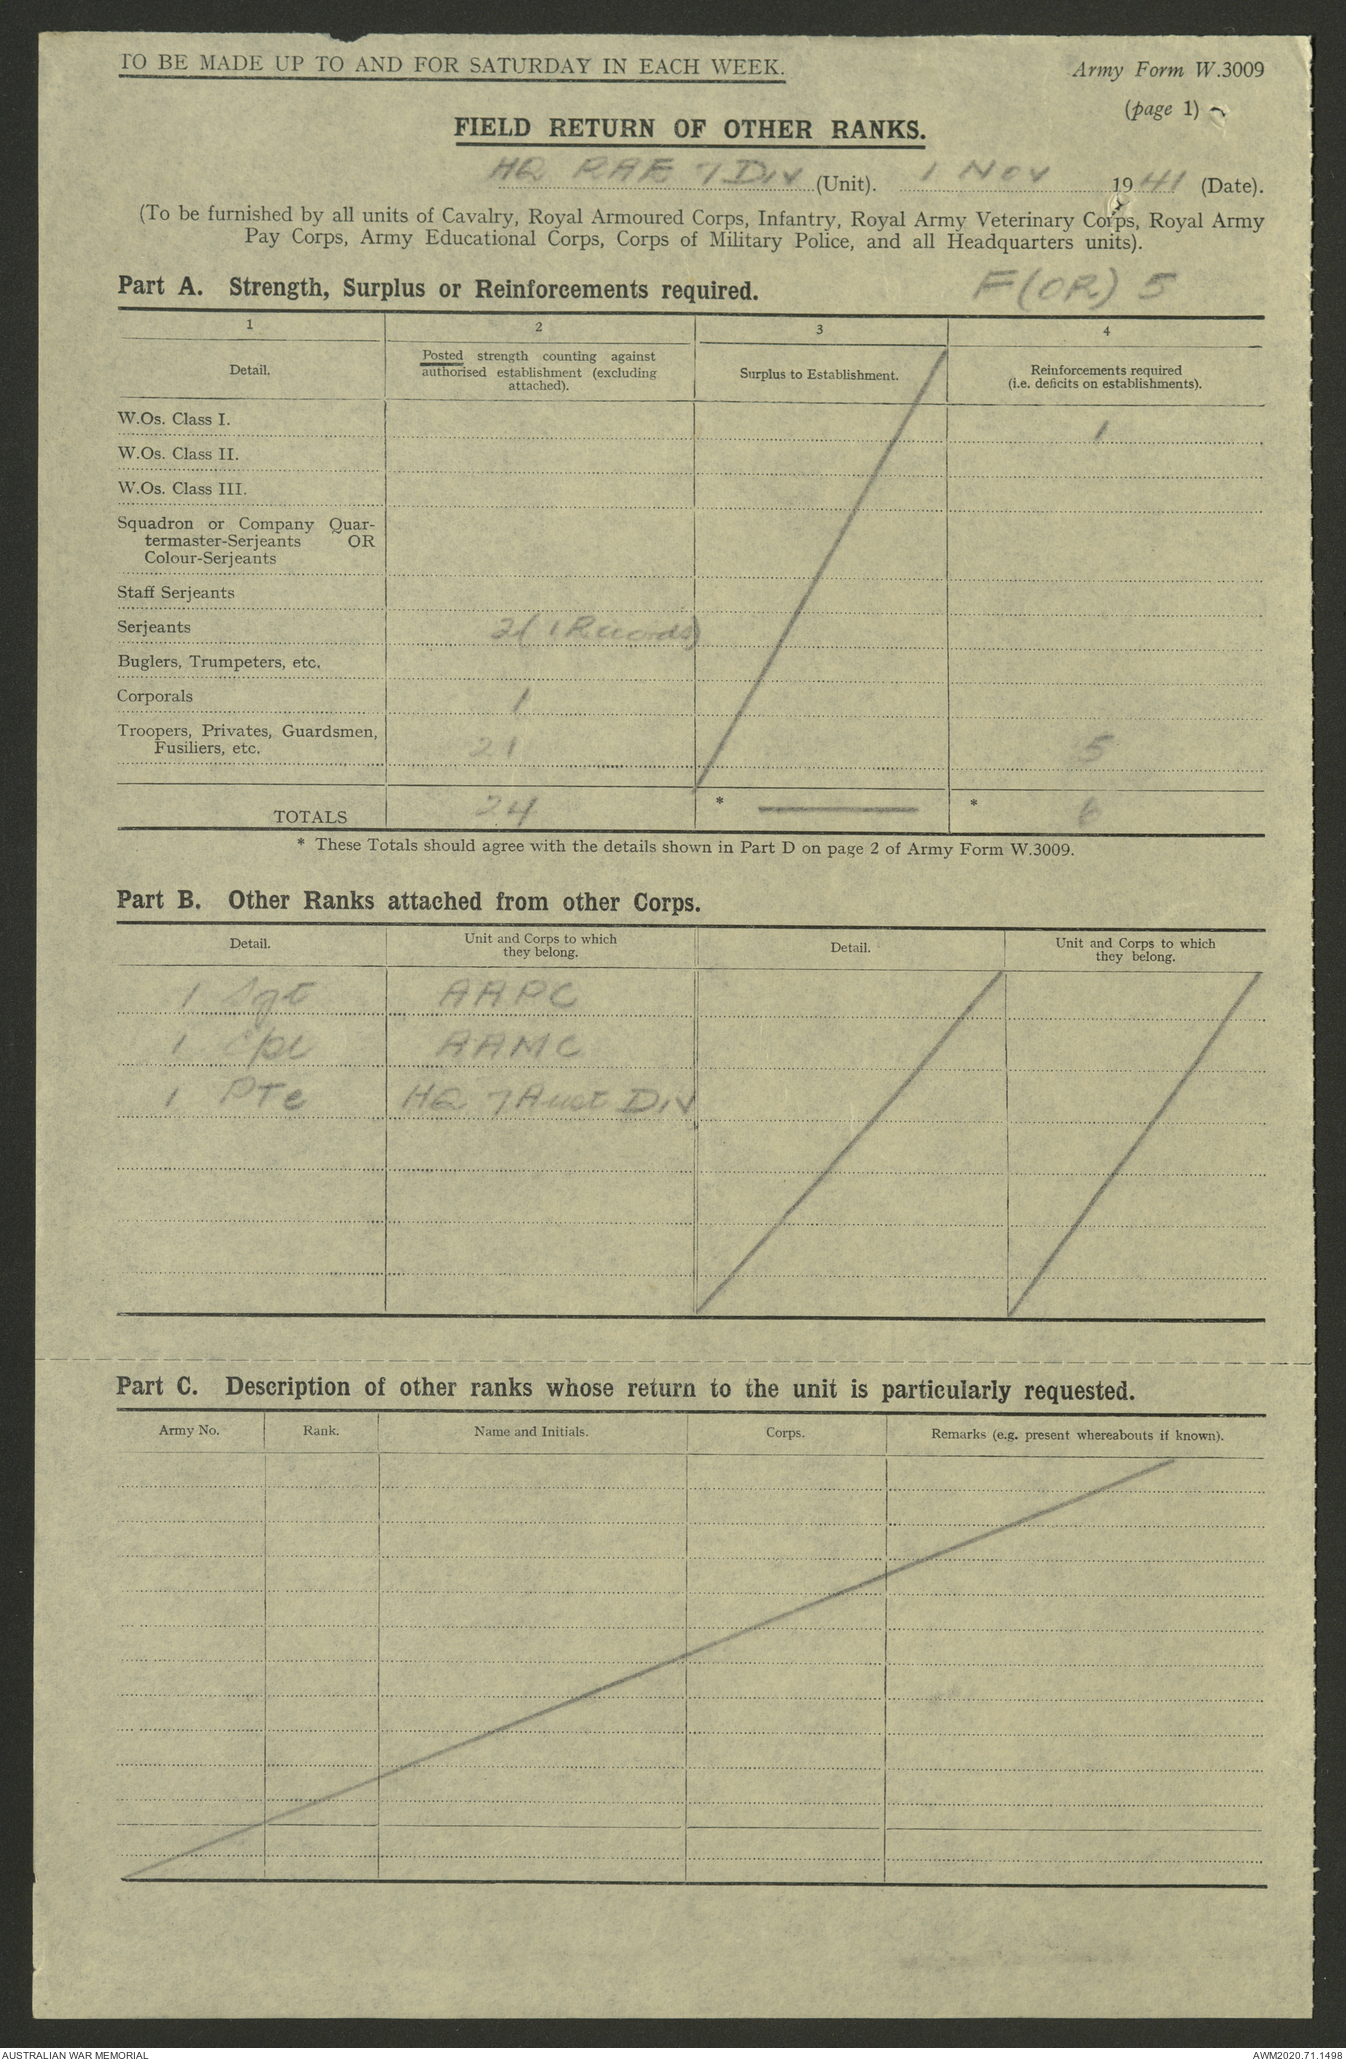 TO BE MADE UP TO AND FOR SATURDAY IN EACH WEEK.
Army Form W.3009
(page 1)
FIELD RETURN OF OTHER RANKS.
HQ RAE 7 Div (Unit). 1 Nov 1941 (Date).
(To be furnished by all units of Cavalry, Royal Armoured Corps, Infantry, Royal Army Veterinary Corps, Royal Army
Pay Corps, Army Educational Corps, Corps of Military Police, and all Headquarters units).
Part A. Strength, Surplus or Reinforcements required.
F(OR) 5
1 2 3 4
Detail.
Posted strength counting against
authorised establishment (excluding
attached).
Surplus to Establishment.
Reinforcements required
(i.e. deficits on establishments).
W.Os. Class I. 1
W.Os. Class II.
W.Os. Class III.
Squadron or Company Quar-
termaster-Serjeants OR
Colour-Serjeants
Staff Serjeants
Serjeants 2(1 Records)
Buglers, Trumpeters, etc.
Corporals 1
Troopers, Privates, Guardsmen,
Fusiliers, etc. 21 5
TOTALS 24 * * 6
* These Totals should agree with the details shown in Part D on page 2 of Army Form W.3009.
Part B. Other Ranks attached from other Corps.
Detail.
Unit and Corps to which
they belong.
Detail.
Unit and Corps to which
they belong.
1 Sgt AAPC
1 Cpl AAMC
1 PTe HQ 7 Aust Div
Part C. Description of other ranks whose return to the unit is particularly requested.
Army No. Rank. Name and Initials. Corps. Remarks (e.g. present whereabouts if known).
AUSTRALIAN WAR MEMORIAL
AWM2020.71.1498